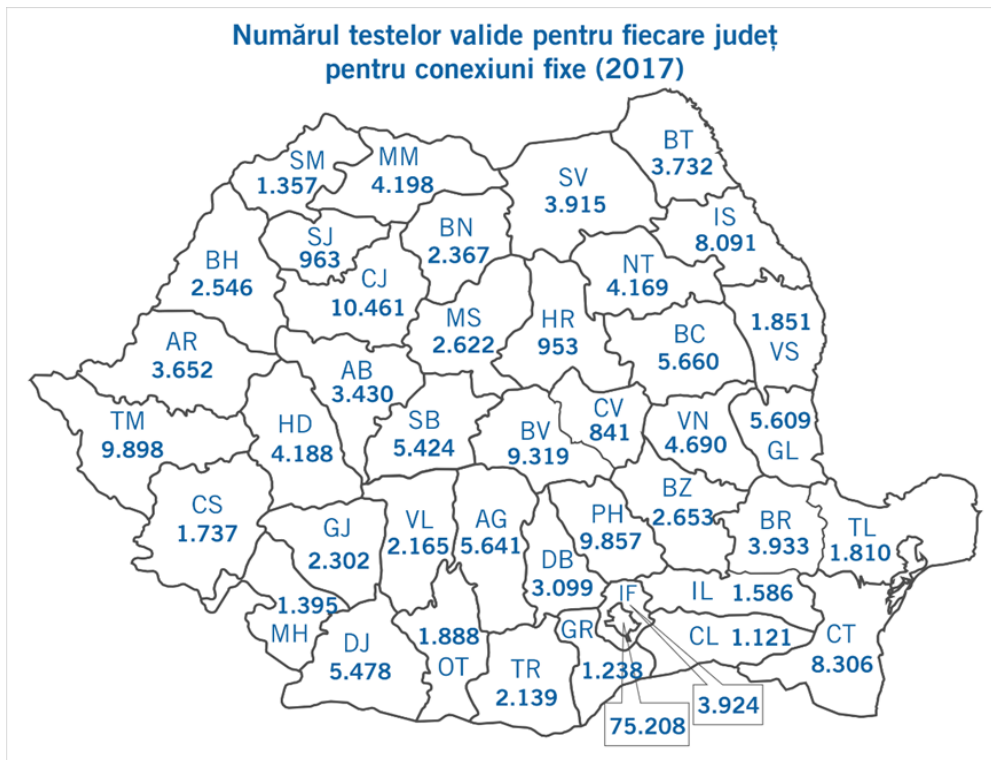 Numărul testelor valide pentru fiecare județ
pentru conexiuni fixe (2017)
BT
3.732
SM
1.357
MM
4.198
SV
3.915
IS
8.091
SJ
963
BN
2.367
BH
2.546
CJ
10.461
NT
4.169
MS
2.622
HR
953
BC
5.660
1.851
VS
AR
3.652
AB
3.430
TM
9.898
HD
4.188
SB
5.424
BV
9.319
CV
841
VN
4.690
5.609
GL
CS
1.737
GJ
2.302
VL
2.165
AG
5.641
PH
9.857
BZ
2.653
BR
3.933
TL
1.810
DB
3.099
IF
IL 1.586
1.395
MH
DJ
5.478
1.888
OT
TR
2.139
GR
1.238
CL 1.121
CT
8.306
3.924
75.208